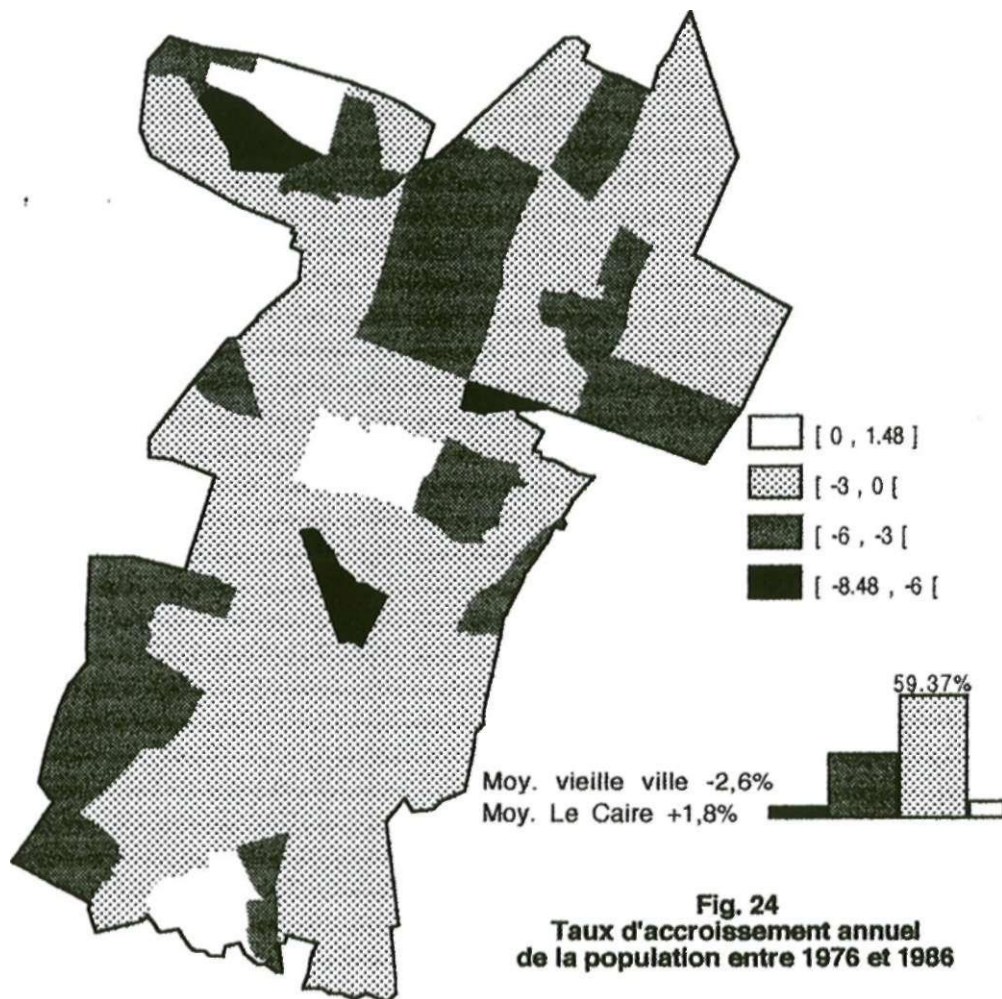 [ 0 , 1.48 ]
[ -3 , 0 [
[ -6 , -3 [
[ -8.48 , -6 [
59.37%
Moy. vieille ville -2,6%
Moy. Le Caire +1,8%
Fig. 24
Taux d'accroissement annuel
de la population entre 1976 et 1986